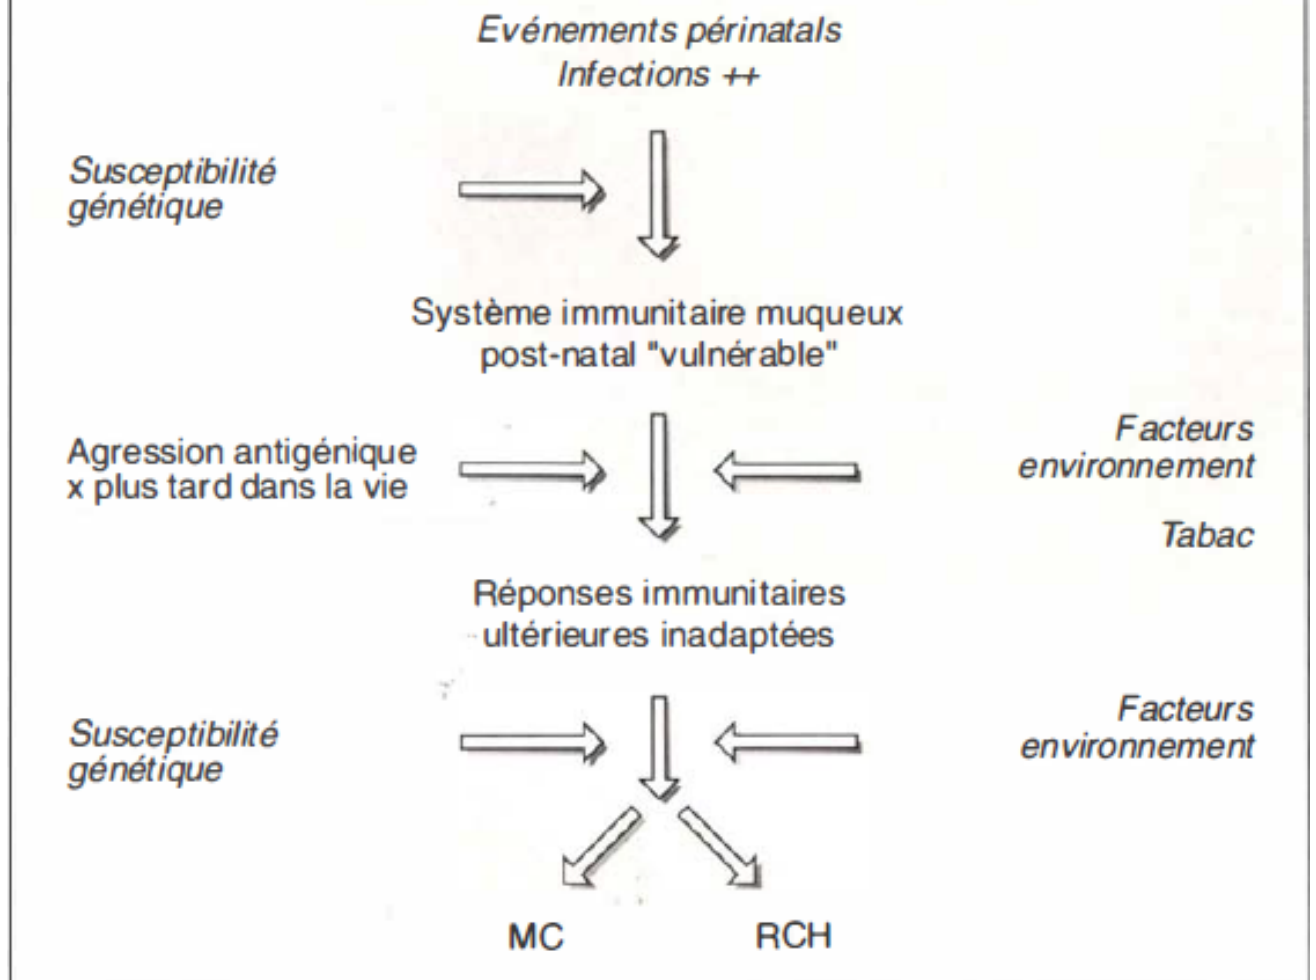 Evénements périnatals
Infections ++
Susceptibilité
génétique
Système immunitaire muqueux
post-natal "vulnérable"
Agression antigénique
x plus tard dans la vie
Facteurs
environnement
Tabac
Réponses immunitaires
ultérieures inadaptées
Susceptibilité
génétique
Facteurs
environnement
MC
RCH